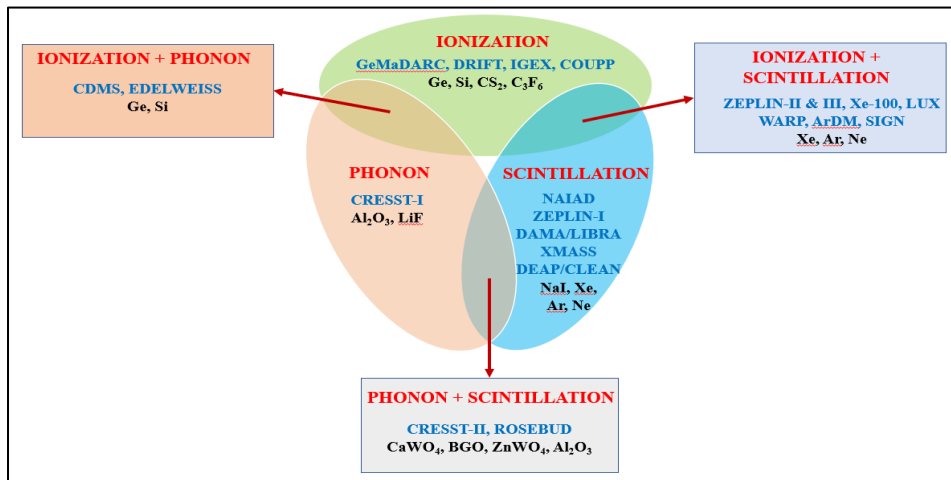 IONIZATION
GeMaDARC, DRIFT, IGEX, COUPP
Ge, Si, CS₂, C₃F₆
IONIZATION + PHONON
CDMS, EDELWEISS
Ge, Si
IONIZATION +
SCINTILLATION
ZEPLIN-II & III, Xe-100, LUX
WARP, ArDM, SIGN
Xe, Ar, Ne
PHONON
CRESST-I
Al₂O₃, LiF
SCINTILLATION
NAIAD
ZEPLIN-I
DAMA/LIBRA
XMASS
DEAP/CLEAN
NaI, Xe,
Ar, Ne
PHONON + SCINTILLATION
CRESST-II, ROSEBUD
CaWO₄, BGO, ZnWO₄, Al₂O₃